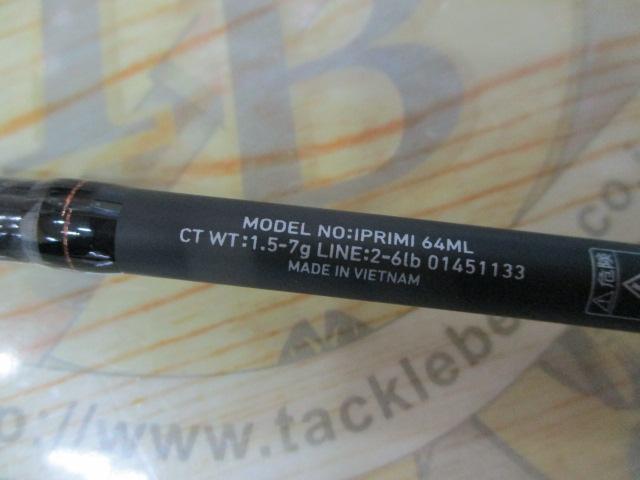 MODEL NO:IPRIMI 64ML
CT WT:1.5-7g LINE:2-6lb 01451133
MADE IN VIETNAM
危険
B
www.tacklebe
co.